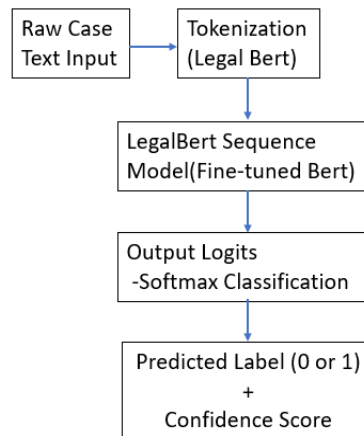 Raw Case
Text Input
Tokenization
(Legal Bert)
LegalBert Sequence
Model(Fine-tuned Bert)
Output Logits
-Softmax Classification
Predicted Label (0 or 1)
+
Confidence Score